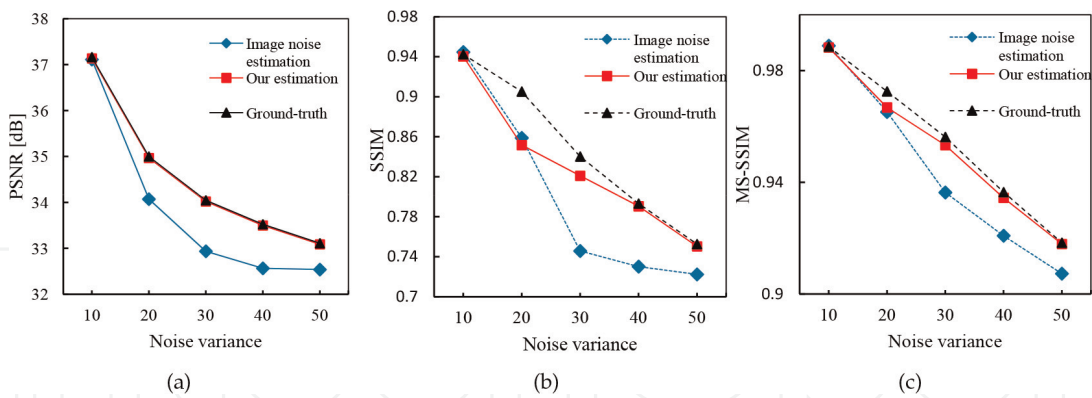 38
37
36
35
34
33
32
PSNR [dB]
Image noise
estimation
Our estimation
Ground-truth
10 20 30 40 50
Noise variance
(a)
0.98
0.94
0.9
0.86
0.82
0.78
0.74
0.7
SSIM
Image noise
estimation
Our estimation
Ground-truth
10 20 30 40 50
Noise variance
(b)
0.98
0.94
0.9
MS-SSIM
Image noise
estimation
Our estimation
Ground-truth
10 20 30 40 50
Noise variance
(c)